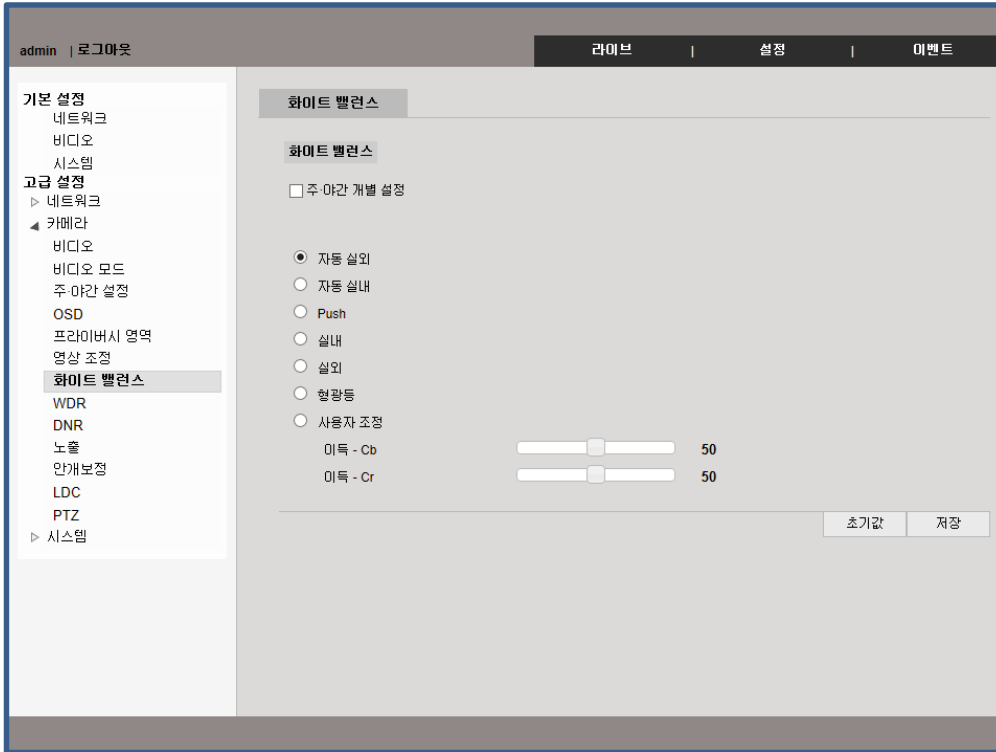 admin | 로그아웃
라이브 | 설정 | 이벤트
기본 설정
네트워크
비디오
시스템
고급 설정
네트워크
카메라
비디오
비디오 모드
주·야간 설정
OSD
프라이버시 영역
영상 조정
화이트 밸런스
WDR
DNR
노출
안개보정
LDC
PTZ
시스템
화이트 밸런스
화이트 밸런스
주·야간 개별 설정
자동 실외
자동 실내
Push
실내
실외
형광등
사용자 조정
이득 - Cb 50
이득 - Cr 50
초기값 저장